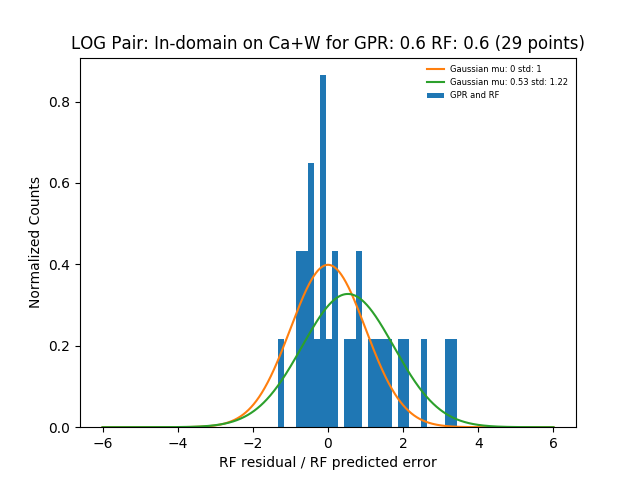 LOG Pair: In-domain on Ca+W for GPR: 0.6 RF: 0.6 (29 points)
Gaussian mu: 0 std: 1
Gaussian mu: 0.53 std: 1.22
GPR and RF
Normalized Counts
0.8
0.6
0.4
0.2
0.0
−6 −4 −2 0 2 4 6
RF residual / RF predicted error